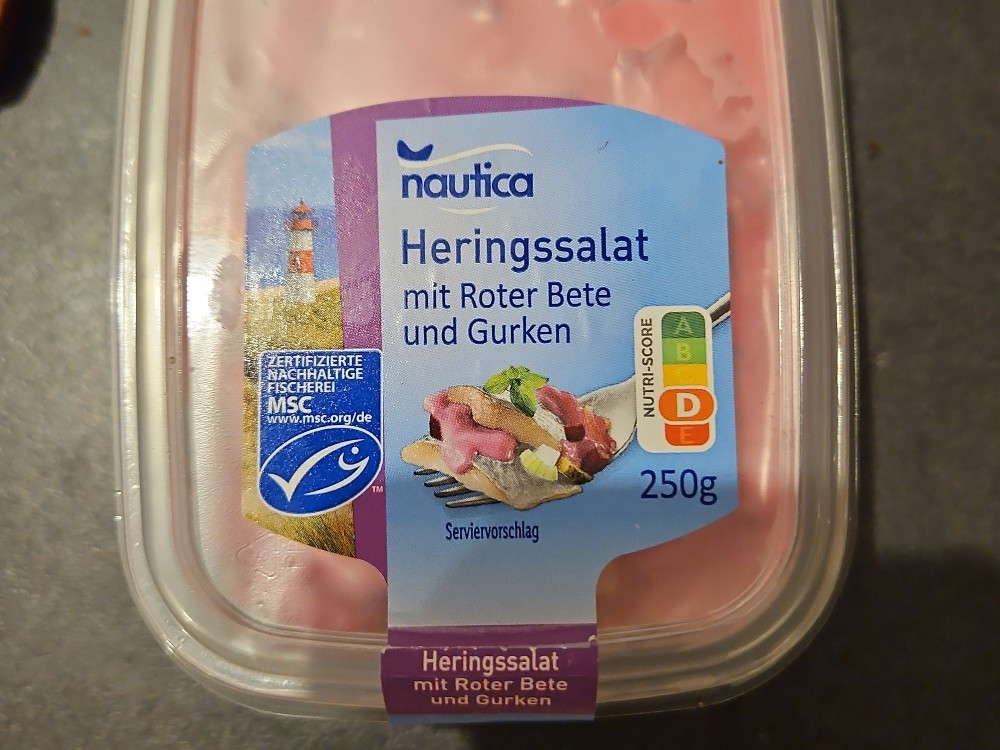 nautica
Heringssalat
mit Roter Bete
und Gurken
ZERTIFIZIERTE
NACHHALTIGE
FISCHEREI
MSC
www.msc.org/de
TM
NUTRI-SCORE
A
B
D
E
250g
Serviervorschlag
Heringssalat
mit Roter Bete
und Gurken